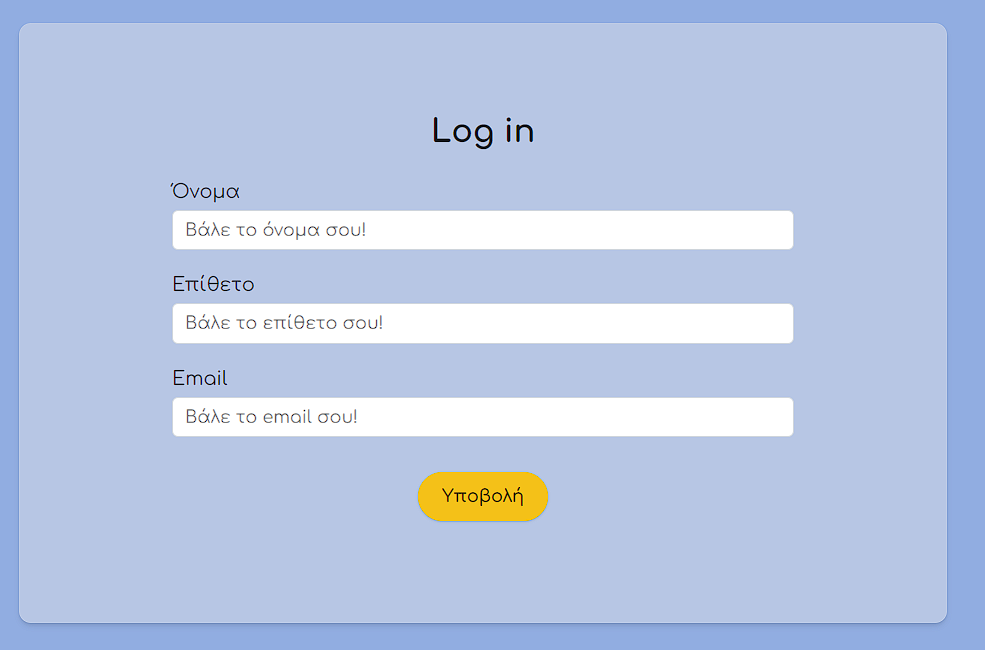 Log in
Όνομα
Βάλε το όνομα σου!
Επίθετο
Βάλε το επίθετο σου!
Email
Βάλε το email σου!
Υποβολή